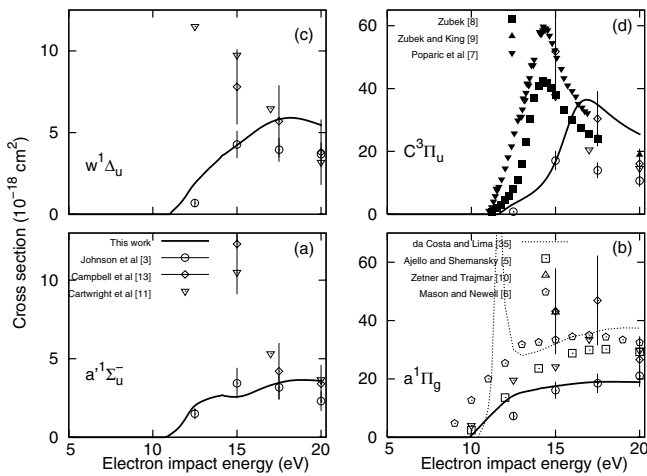 Cross section (10⁻¹⁸ cm²)
(c)
w¹Δᵤ
0
5
10
(d)
Zubek [8]
Zubek and King [9]
Poparic et al [7]
C³Πᵤ
0
20
40
60
(a)
This work
Johnson et al [3]
Campbell et al [13]
Cartwright et al [11]
a'¹Σᵤ⁻
0
5
10
5
10
15
20
Electron impact energy (eV)
(b)
da Costa and Lima [35]
Ajello and Shemansky [5]
Zetner and Trajmar [10]
Mason and Newell [6]
a¹Π_g
0
20
40
60
5
10
15
20
Electron impact energy (eV)